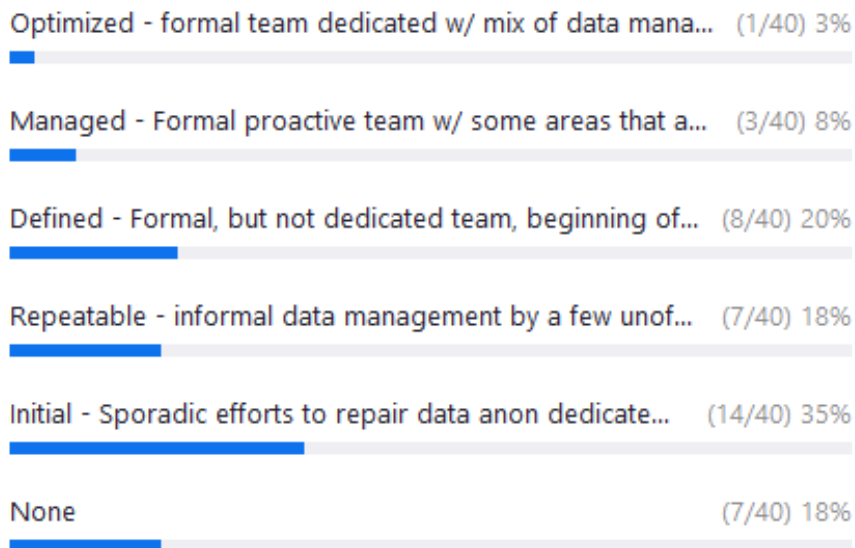 Optimized - formal team dedicated w/ mix of data mana... (1/40) 3%
Managed - Formal proactive team w/ some areas that a... (3/40) 8%
Defined - Formal, but not dedicated team, beginning of... (8/40) 20%
Repeatable - informal data management by a few unof... (7/40) 18%
Initial - Sporadic efforts to repair data anon dedicate... (14/40) 35%
None (7/40) 18%